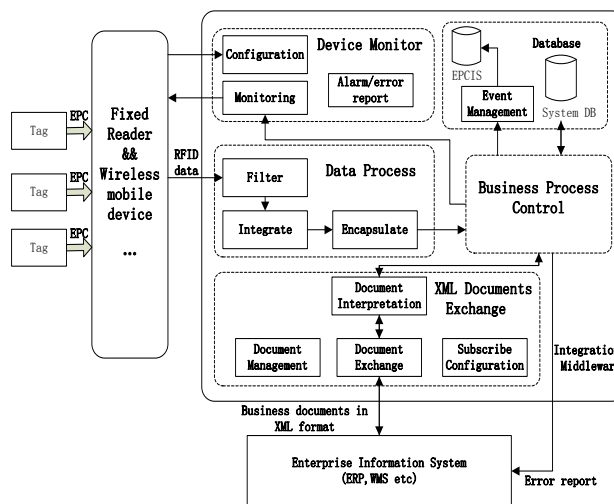 Device Monitor
Configuration
Monitoring
Alarm/error
report
Database
EPCIS
System DB
Event
Management
EPC
Tag
EPC
Tag
EPC
Tag
Fixed
Reader
&&
Wireless
mobile
device
...
RFID
data
Data Process
Filter
Integrate
Encapsulate
Business Process
Control
XML Documents
Exchange
Document
Interpretation
Document
Management
Document
Exchange
Subscribe
Configuration
Integration
Middleware
Business documents in
XML format
Enterprise Information System
(ERP,WMS etc)
Error report